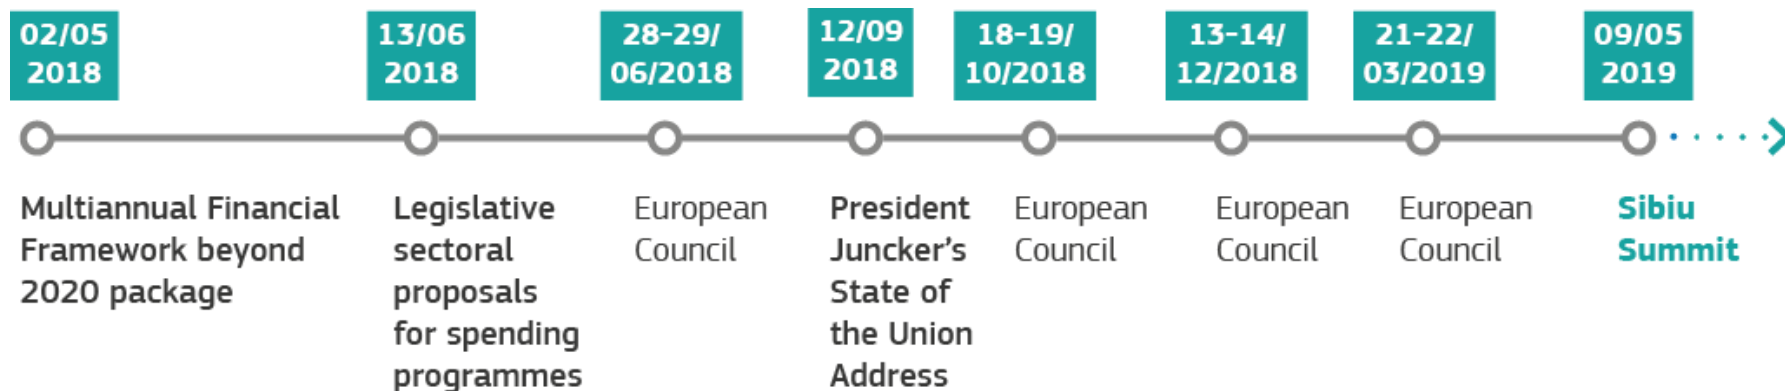 02/05
2018
13/06
2018
28-29/
06/2018
12/09
2018
18-19/
10/2018
13-14/
12/2018
21-22/
03/2019
09/05
2019
Multiannual Financial
Framework beyond
2020 package
Legislative
sectoral
proposals
for spending
programmes
European
Council
President
Juncker's
State of
the Union
Address
European
Council
European
Council
European
Council
Sibiu
Summit